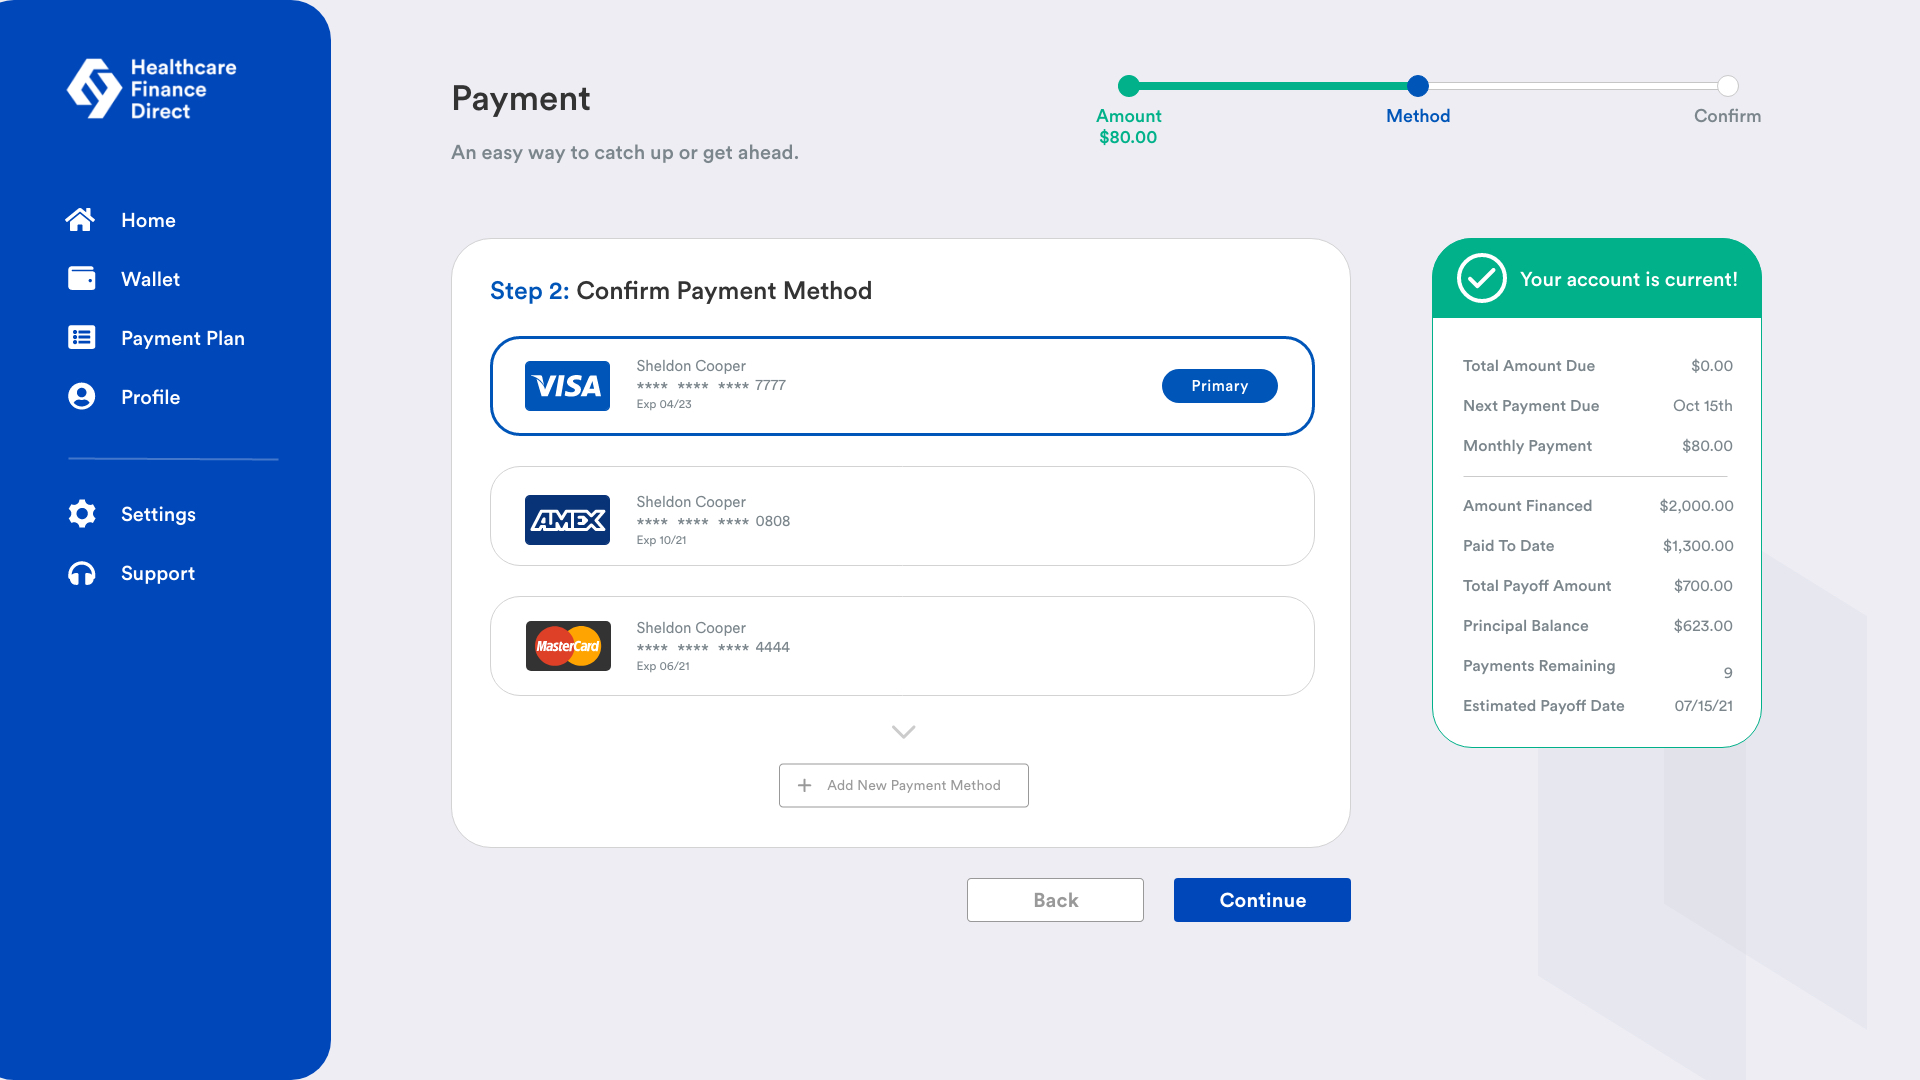 Healthcare
Finance
Direct
Home
Wallet
Payment Plan
Profile
Settings
Support
Payment
An easy way to catch up or get ahead.
Amount
$80.00
Method
Confirm
Step 2: Confirm Payment Method
VISA
Sheldon Cooper
**** **** **** 7777
Exp 04/23
Primary
AMEX
Sheldon Cooper
**** **** **** 0808
Exp 10/21
MasterCard
Sheldon Cooper
**** **** **** 4444
Exp 06/21
+ Add New Payment Method
Back
Continue
Your account is current!
Total Amount Due $0.00
Next Payment Due Oct 15th
Monthly Payment $80.00
Amount Financed $2,000.00
Paid To Date $1,300.00
Total Payoff Amount $700.00
Principal Balance $623.00
Payments Remaining 9
Estimated Payoff Date 07/15/21